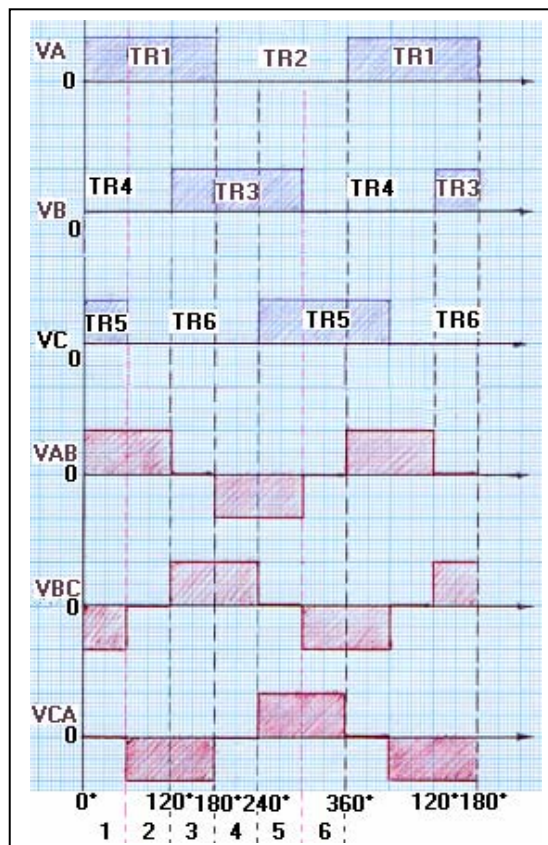 VA TR1 TR2 TR1
0
TR4 TR3 TR4 TR3
VB
0
TR5 TR6 TR5 TR6
VC
0
VAB
0
VBC
0
VCA
0
0° 120° 180° 240° 360° 120° 180°
1 2 3 4 5 6